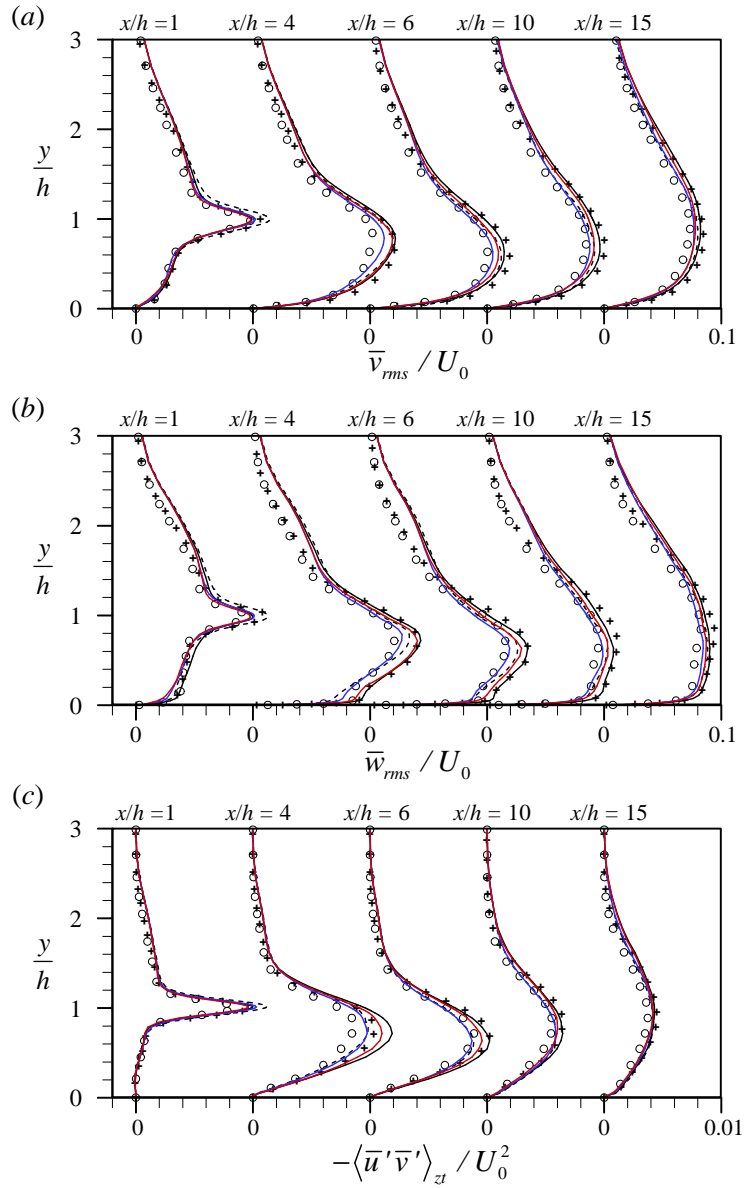 (a) x/h =1 x/h = 4 x/h = 6 x/h = 10 x/h = 15
3
2
y/h
1
0
0 0 0 0 0 0.1
v̅rms / U0
(b) x/h =1 x/h = 4 x/h = 6 x/h = 10 x/h = 15
3
2
y/h
1
0
0 0 0 0 0 0.1
w̅rms / U0
(c) x/h =1 x/h = 4 x/h = 6 x/h = 10 x/h = 15
3
2
y/h
1
0
0 0 0 0 0 0.01
−⟨u̅'v̅'⟩zt / U0²